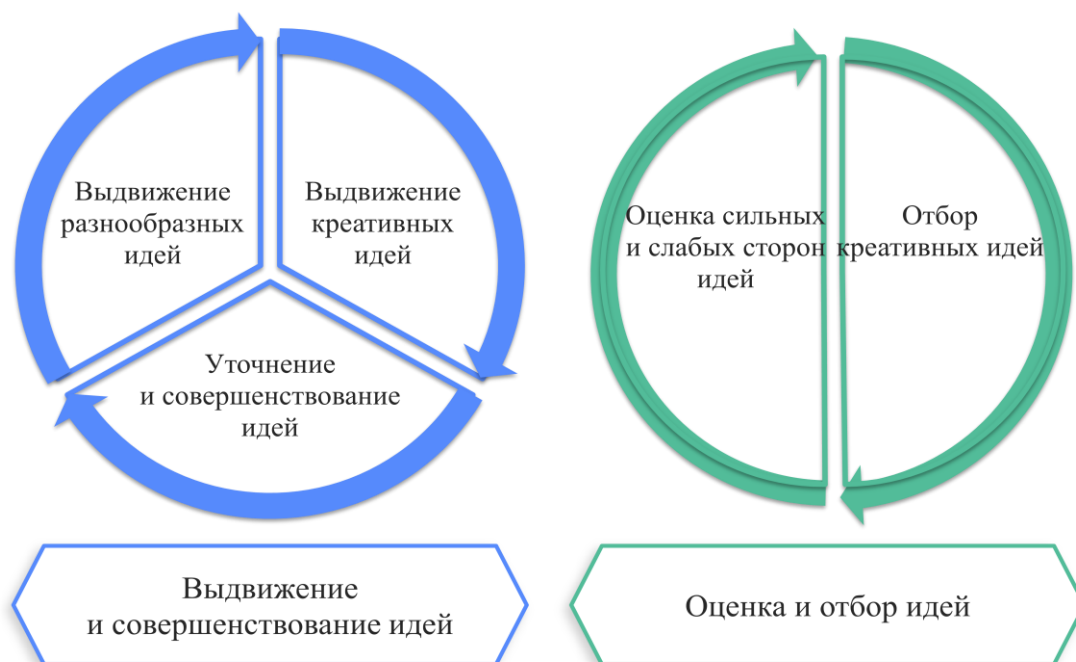 Выдвижение
разнообразных
идей
Выдвижение
креативных
идей
Уточнение
и совершенствование
идей
Выдвижение
и совершенствование идей
Оценка сильных
и слабых сторон
идей
Отбор
креативных идей
Оценка и отбор идей